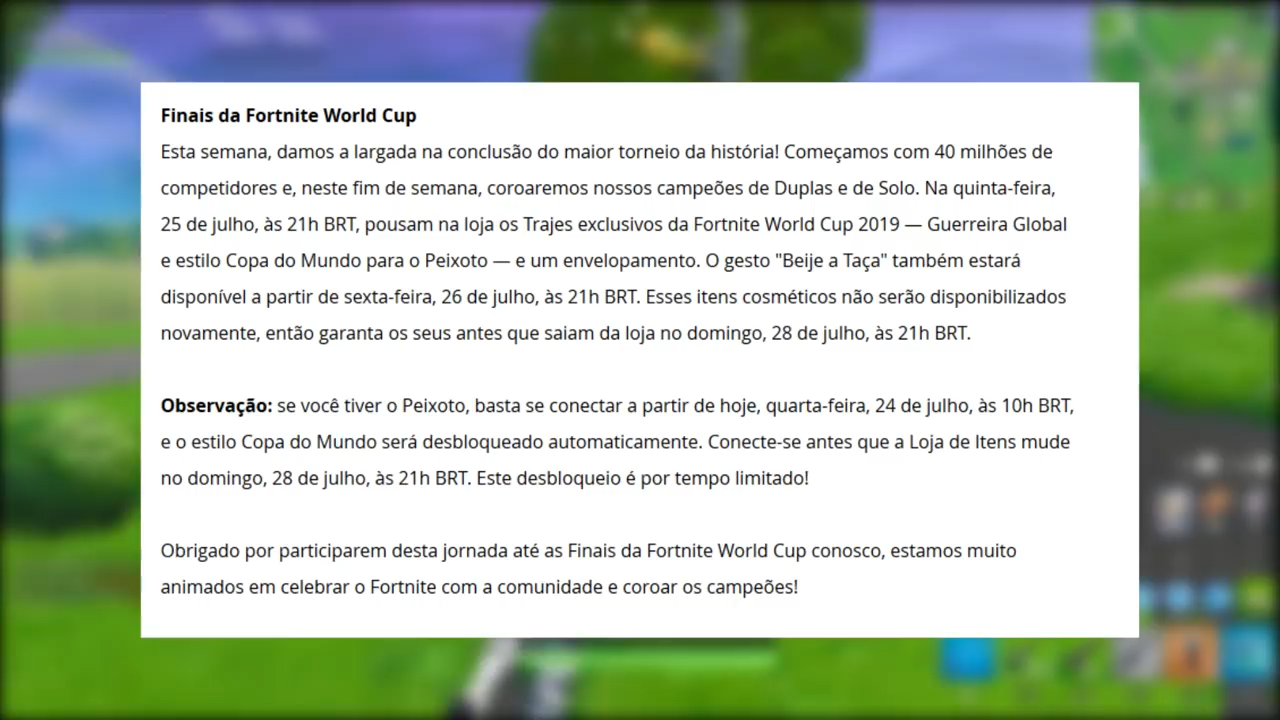 Finais da Fortnite World Cup
Esta semana, damos a largada na conclusão do maior torneio da história! Começamos com 40 milhões de
competidores e, neste fim de semana, coroaremos nossos campeões de Duplas e de Solo. Na quinta-feira,
25 de julho, às 21h BRT, pousam na loja os Trajes exclusivos da Fortnite World Cup 2019 — Guerreira Global
e estilo Copa do Mundo para o Peixoto — e um envelopamento. O gesto "Beije a Taça" também estará
disponível a partir de sexta-feira, 26 de julho, às 21h BRT. Esses itens cosméticos não serão disponibilizados
novamente, então garanta os seus antes que saiam da loja no domingo, 28 de julho, às 21h BRT.
Observação: se você tiver o Peixoto, basta se conectar a partir de hoje, quarta-feira, 24 de julho, às 10h BRT,
e o estilo Copa do Mundo será desbloqueado automaticamente. Conecte-se antes que a Loja de Itens mude
no domingo, 28 de julho, às 21h BRT. Este desbloqueio é por tempo limitado!
Obrigado por participarem desta jornada até as Finais da Fortnite World Cup conosco, estamos muito
animados em celebrar o Fortnite com a comunidade e coroar os campeões!